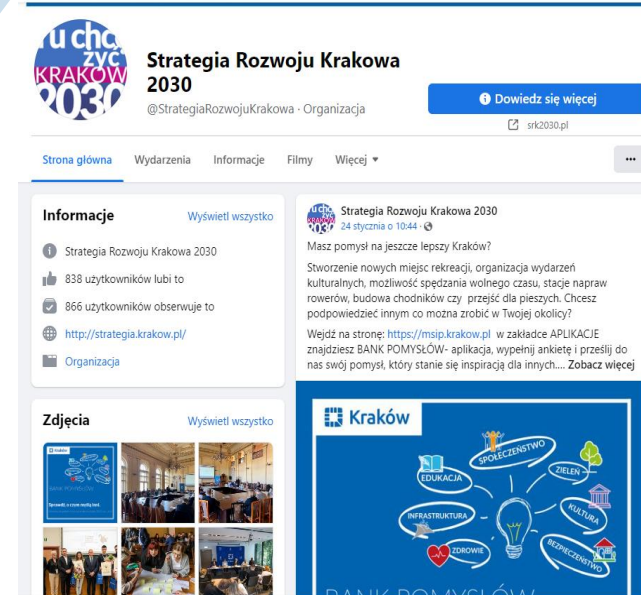 u chcę
żyć
KRAKÓW
2030
Strategia Rozwoju Krakowa
2030
@StrategiaRozwojuKrakowa · Organizacja
Dowiedz się więcej
srk2030.pl
Strona główna Wydarzenia Informacje Filmy Więcej
Informacje Wyświetl wszystko
Strategia Rozwoju Krakowa 2030
838 użytkowników lubi to
866 użytkowników obserwuje to
http://strategia.krakow.pl/
Organizacja
Zdjęcia Wyświetl wszystko
Kraków
BANK POMYSŁÓW
Strategia Rozwoju Krakowa 2030
24 stycznia o 10:44 ·
Masz pomysł na jeszcze lepszy Kraków?
Stworzenie nowych miejsc rekreacji, organizacja wydarzeń
kulturalnych, możliwość spędzania wolnego czasu, stacje napraw
rowerów, budowa chodników czy przejść dla pieszych. Chcesz
podpowiedzieć innym co można zrobić w Twojej okolicy?
Wejdź na stronę: https://msip.krakow.pl w zakładce APLIKACJE
znajdziesz BANK POMYSŁÓW- aplikacja, wypełnij ankietę i prześlij do
nas swój pomysł, który stanie się inspiracją dla innych.... Zobacz więcej
Kraków
SPOŁECZEŃSTWO
EDUKACJA
ZIELEŃ
INFRASTRUKTURA
KULTURA
ZDROWIE
BEZPIECZEŃSTWO
BANK POMYSŁÓW